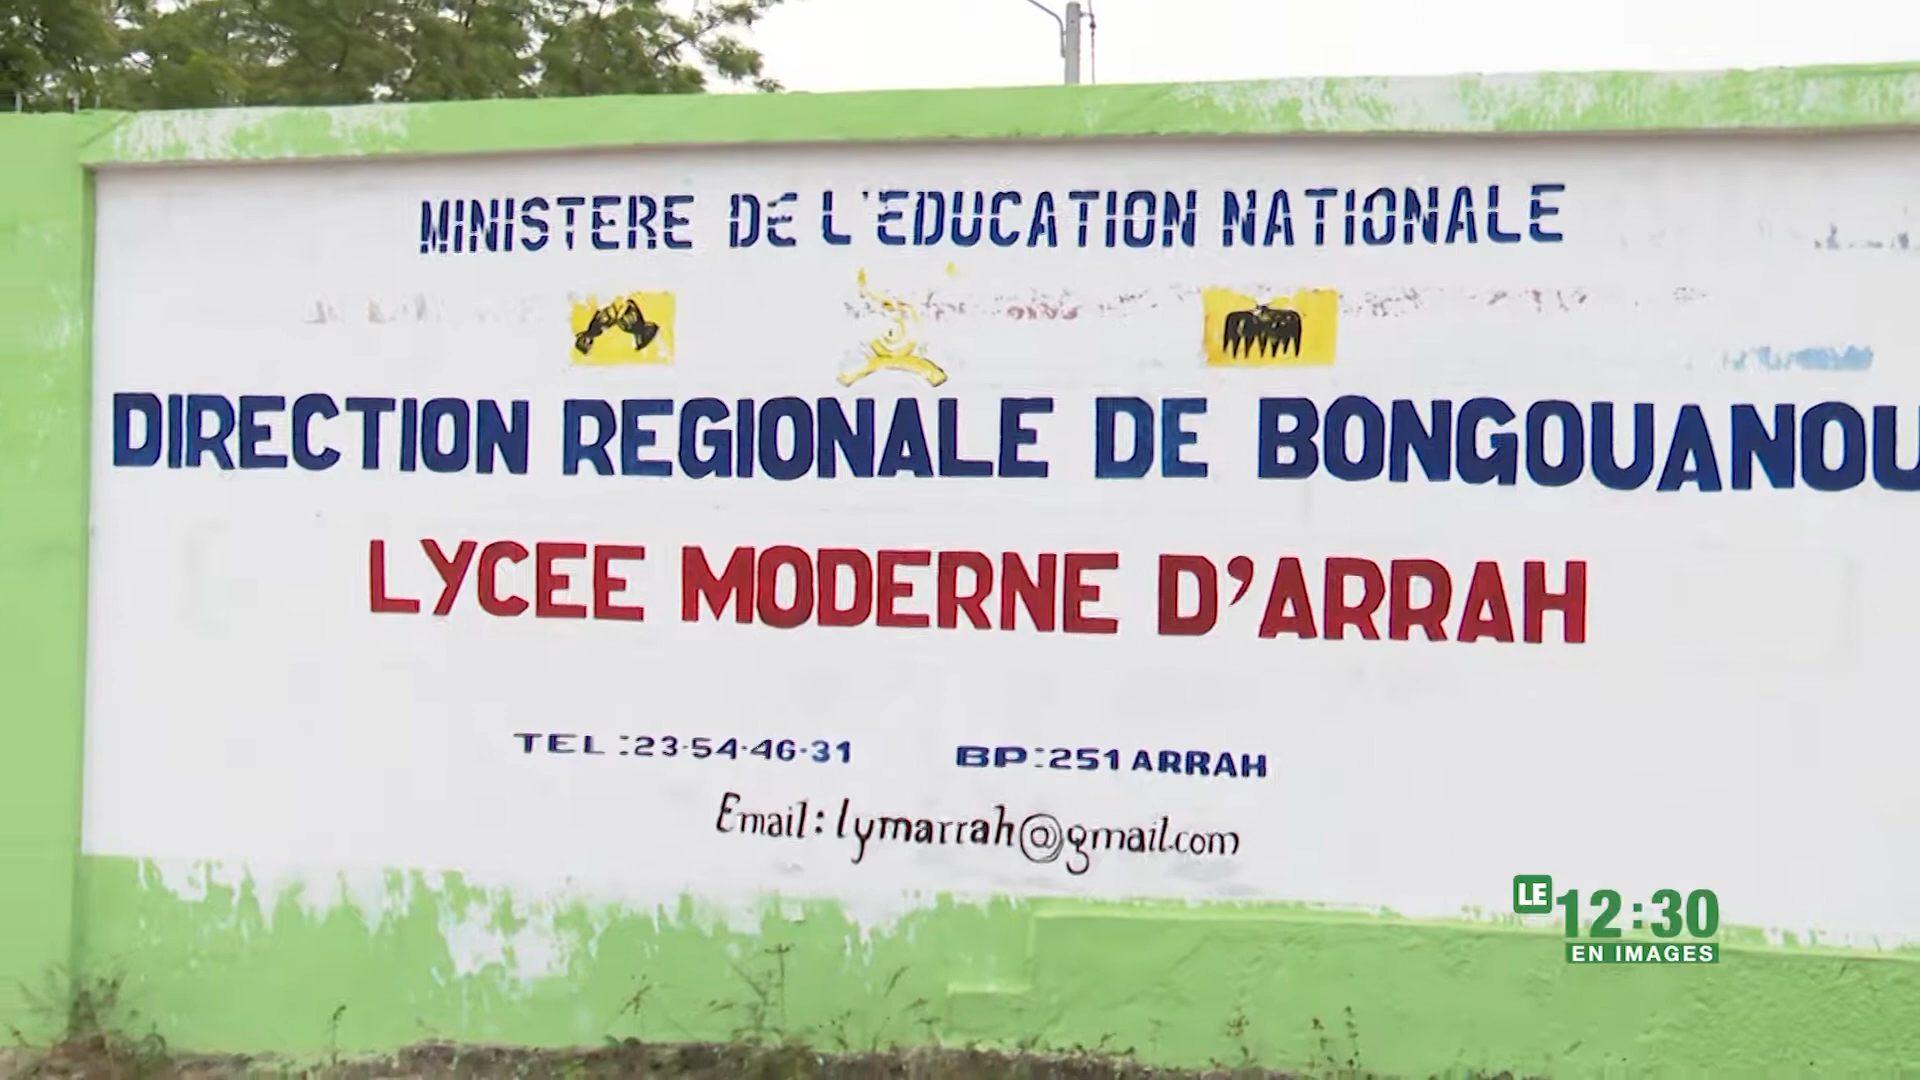 MINISTERE DE L'EDUCATION NATIONALE
DIRECTION REGIONALE DE BONGOUANOU
LYCEE MODERNE D'ARRAH
TEL :23-54-46-31 BP:251 ARRAH
Email : lymarrah@gmail.com
LE 12:30
EN IMAGES